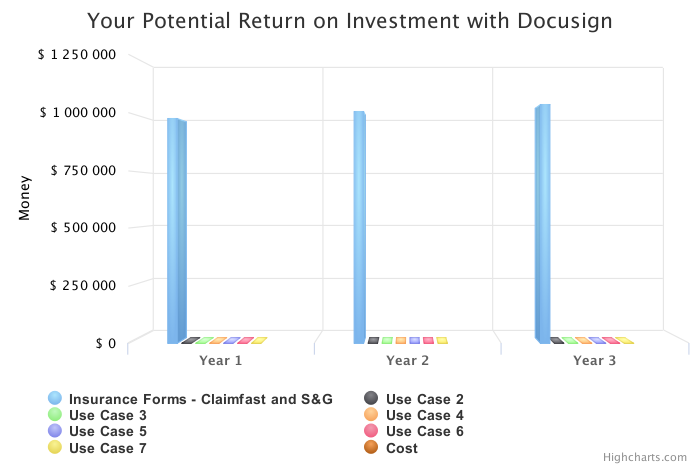 Your Potential Return on Investment with Docusign
$ 1 250 000
$ 1 000 000
$ 750 000
$ 500 000
$ 250 000
$ 0
Money
Year 1
Year 2
Year 3
Insurance Forms - Claimfast and S&G
Use Case 2
Use Case 3
Use Case 4
Use Case 5
Use Case 6
Use Case 7
Cost
Highcharts.com